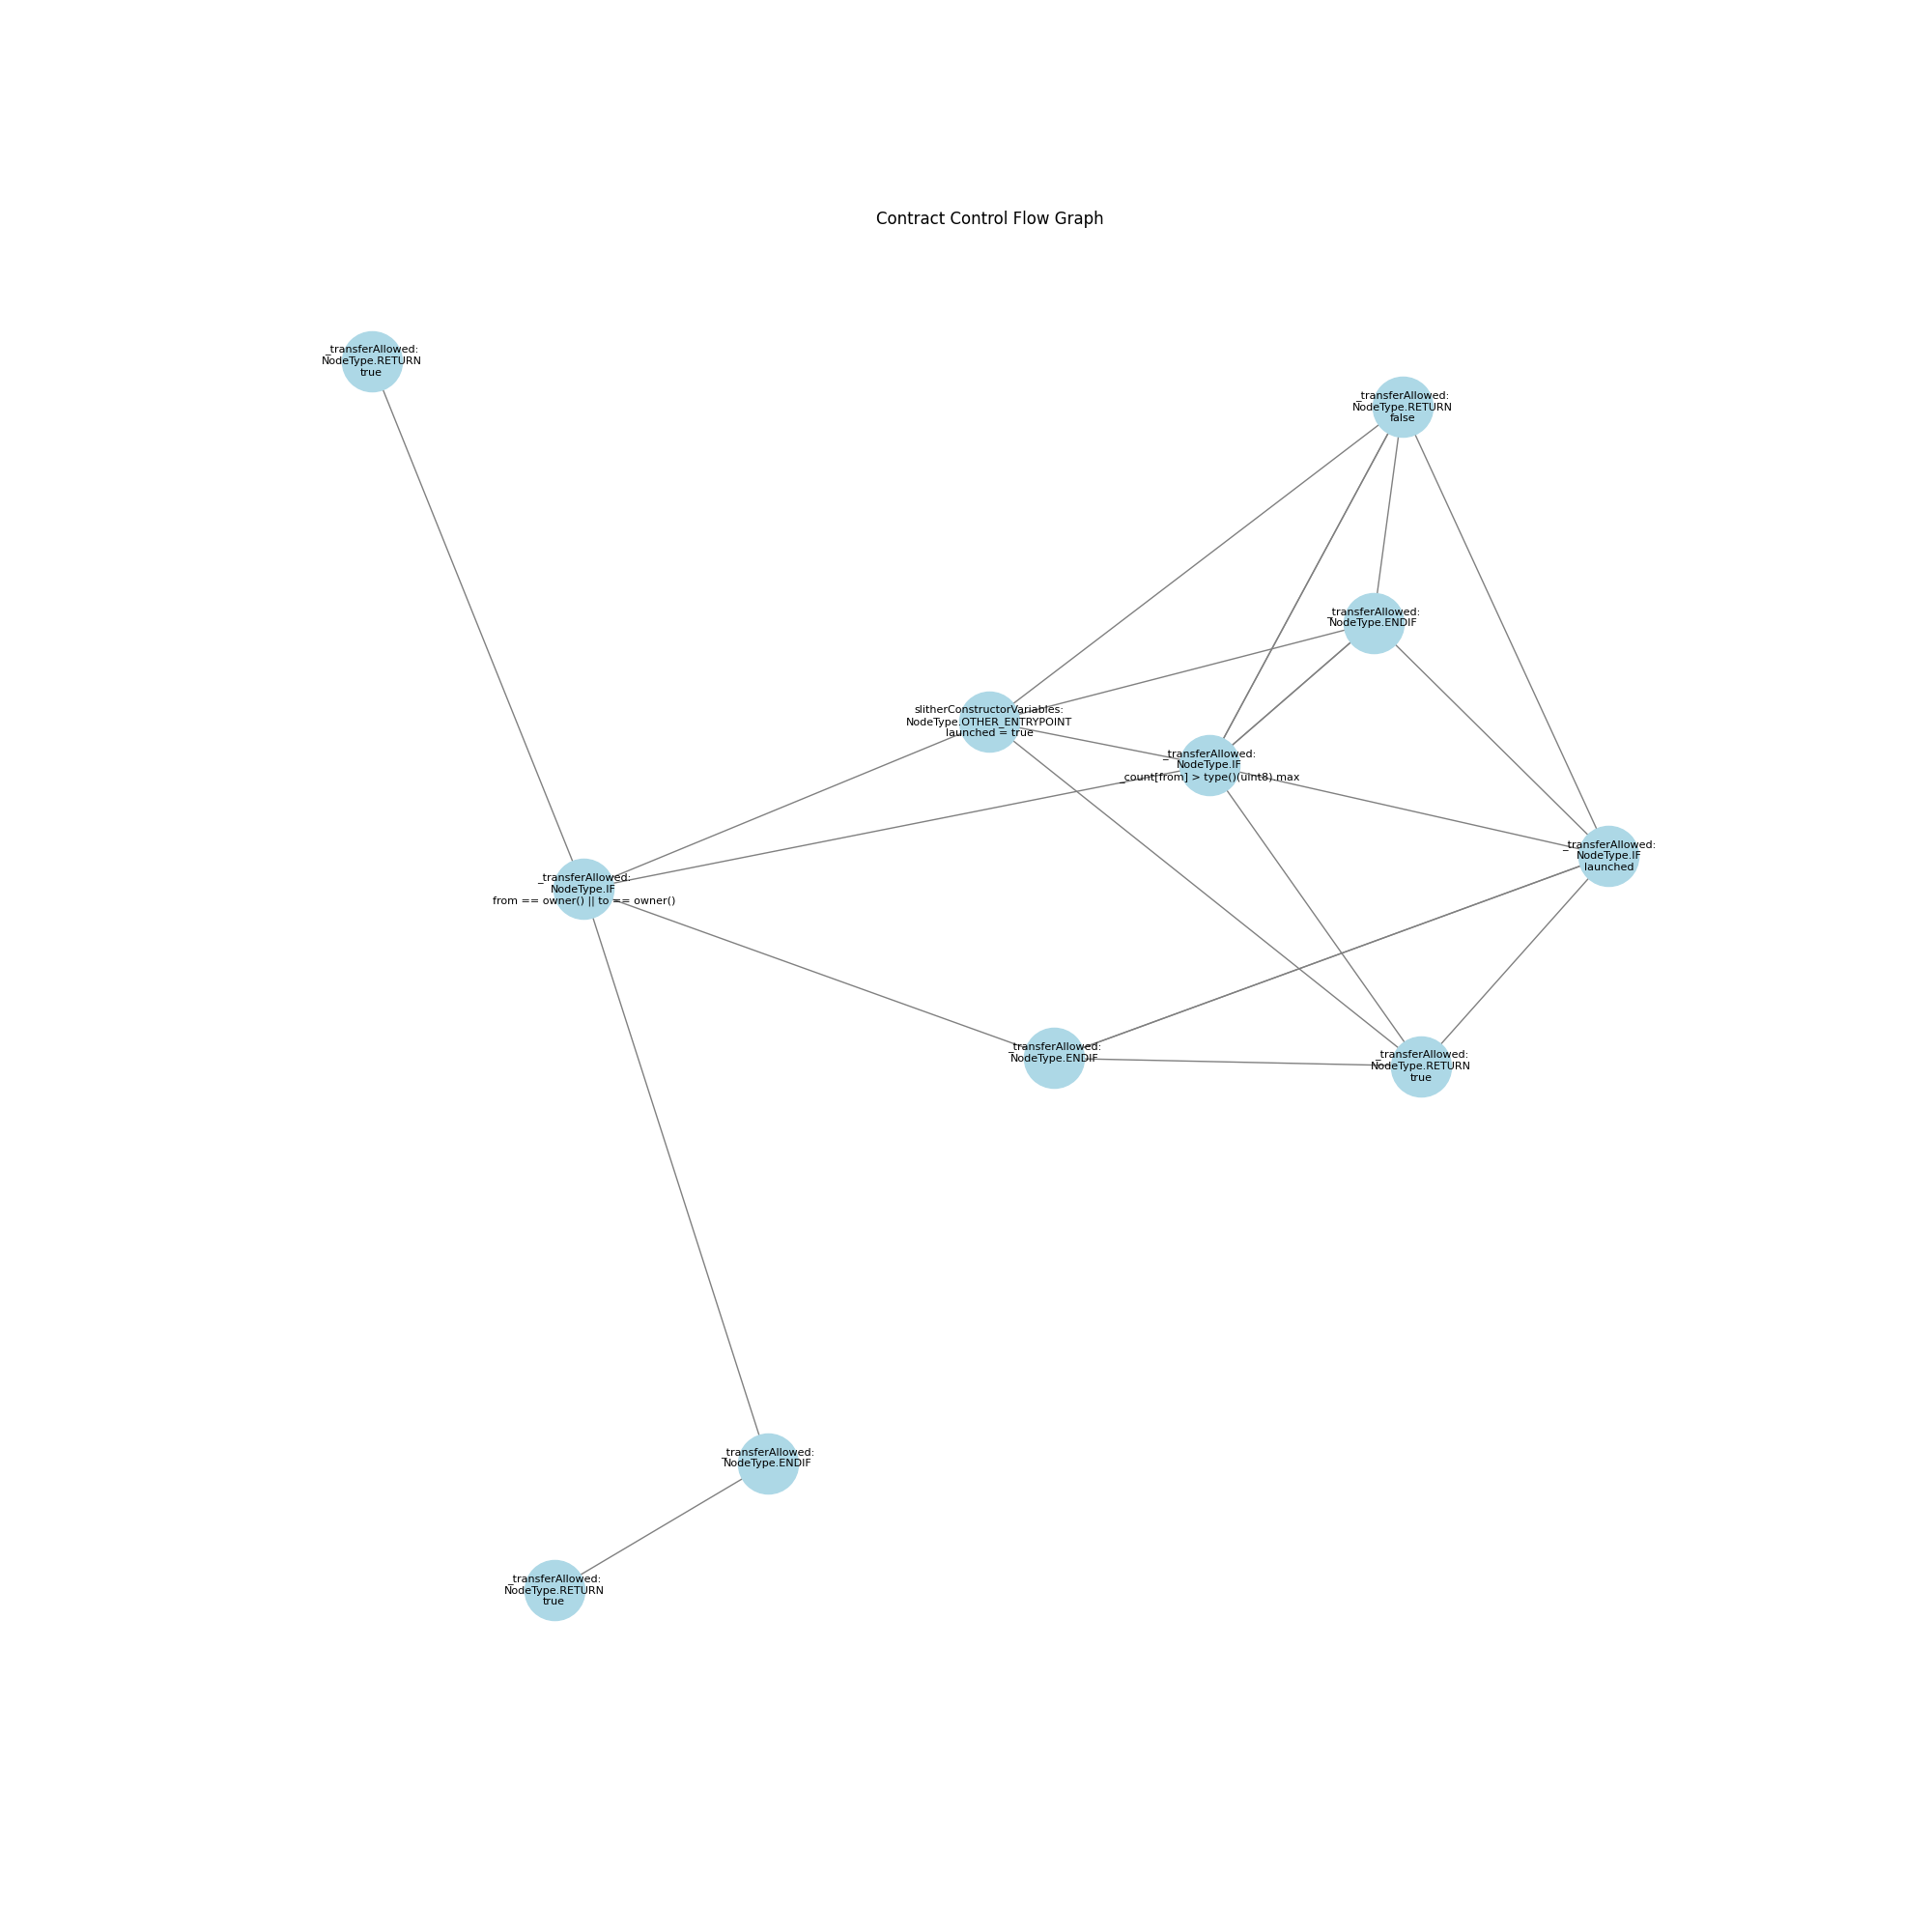 Contract Control Flow Graph
_transferAllowed:
NodeType.RETURN
true
_transferAllowed:
NodeType.RETURN
false
_transferAllowed:
NodeType.ENDIF
slitherConstructorVariables:
NodeType.OTHER_ENTRYPOINT
launched = true
_transferAllowed:
NodeType.IF
_count[from] > type()(uint8).max
_transferAllowed:
NodeType.IF
launched
_transferAllowed:
NodeType.IF
from == owner() || to == owner()
_transferAllowed:
NodeType.ENDIF
_transferAllowed:
NodeType.RETURN
true
_transferAllowed:
NodeType.ENDIF
_transferAllowed:
NodeType.RETURN
true